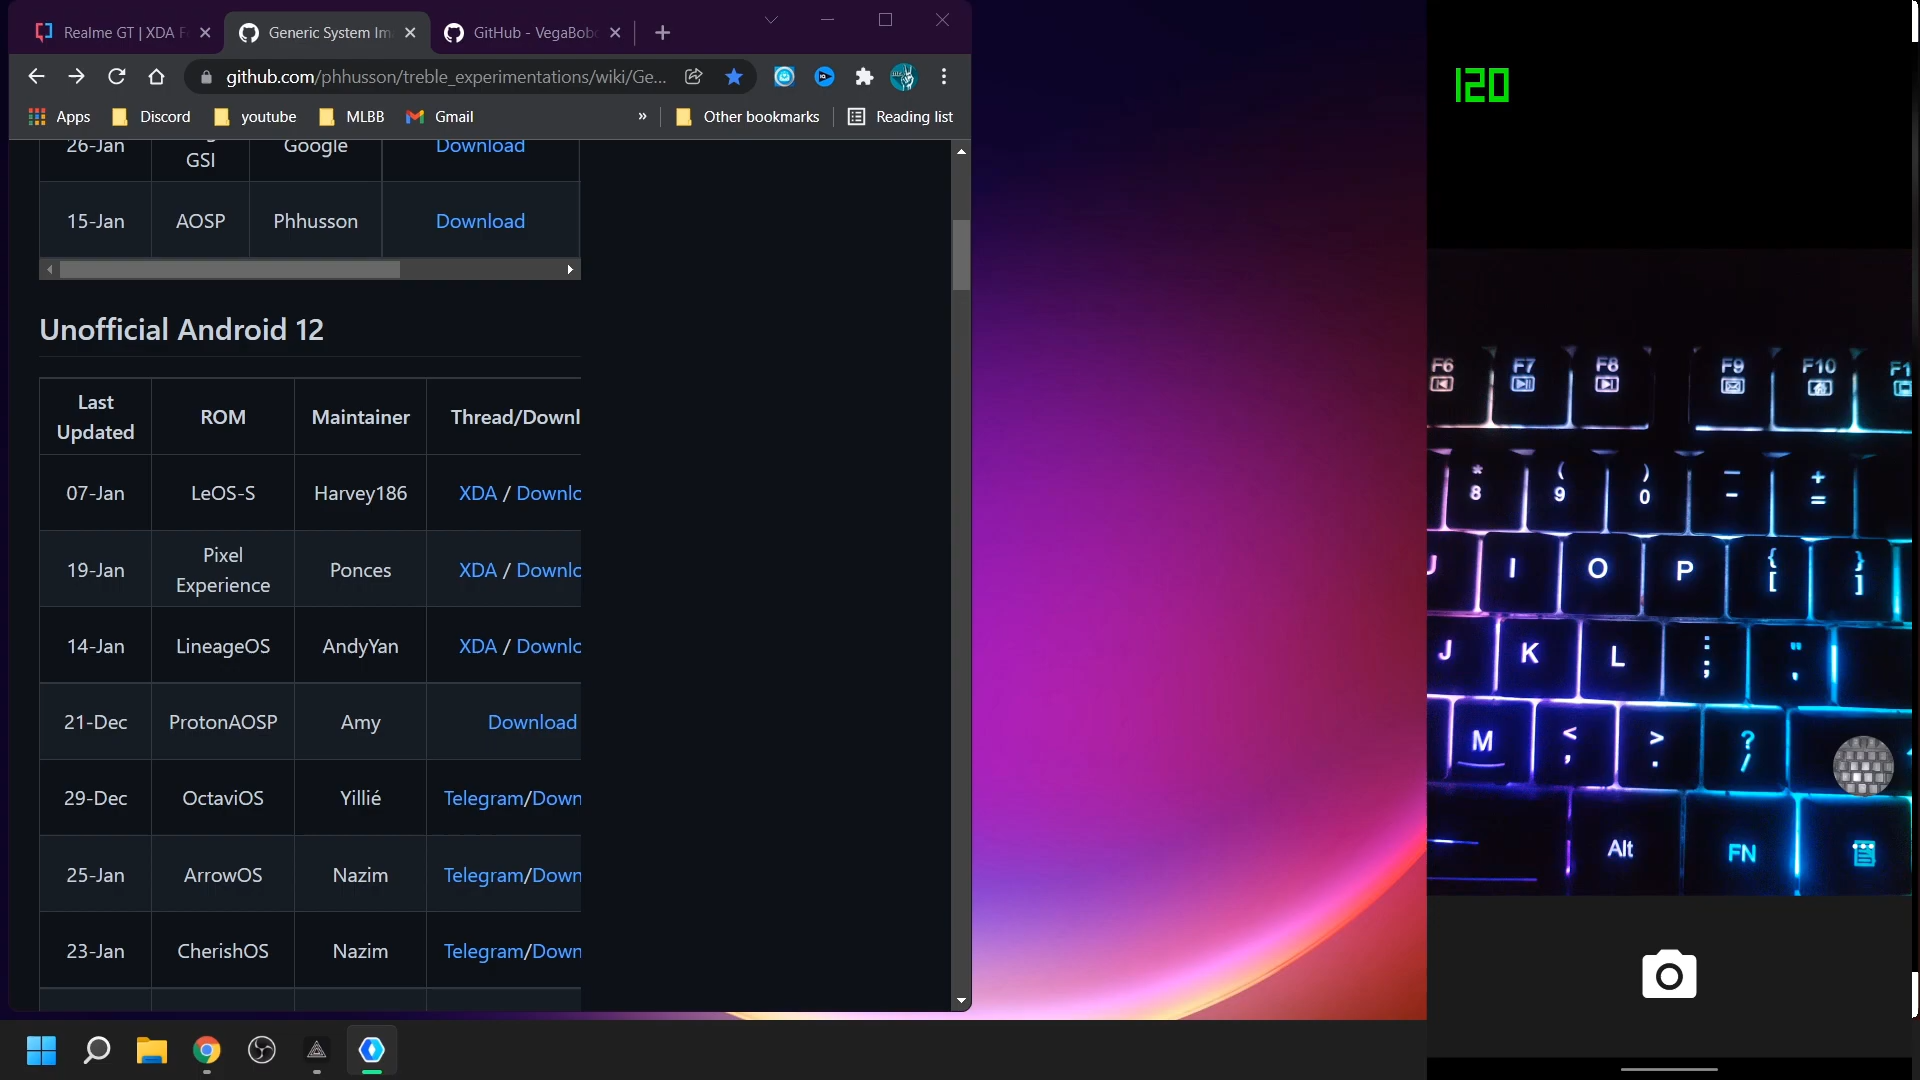 Realme GT | XDA F
Generic System Im
GitHub - VegaBob
github.com/phhusson/treble_experimentations/wiki/Ge...
Apps
Discord
youtube
MLBB
Gmail
»
Other bookmarks
Reading list
26-Jan
GSI
Google
Download
15-Jan
AOSP
Phhusson
Download
Unofficial Android 12
Last
Updated
ROM
Maintainer
Thread/Downl
07-Jan
LeOS-S
Harvey186
XDA / Downlo
19-Jan
Pixel
Experience
Ponces
XDA / Downlo
14-Jan
LineageOS
AndyYan
XDA / Downlo
21-Dec
ProtonAOSP
Amy
Download
29-Dec
OctaviOS
Yillié
Telegram/Down
25-Jan
ArrowOS
Nazim
Telegram/Down
23-Jan
CherishOS
Nazim
Telegram/Down
120
F6 F7 F8 F9 F10 F1
* ( ) _ +
8 9 0 - =
I O P { }
[ ]
J K L : "
; '
M < > ?
, . /
Alt FN